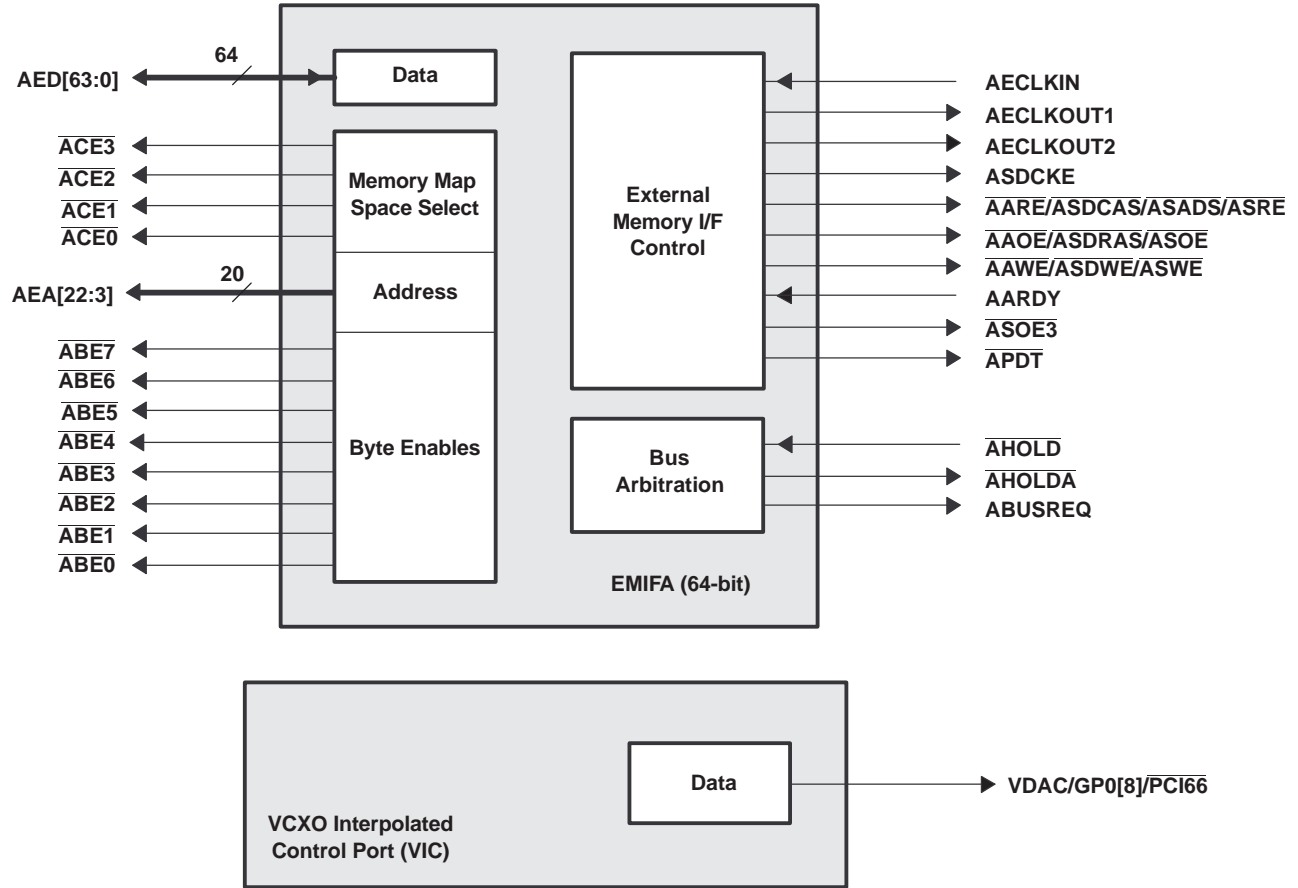 64
AED[63:0]
Data
ACE3
ACE2
ACE1
ACE0
Memory Map
Space Select
20
AEA[22:3]
Address
ABE7
ABE6
ABE5
ABE4
ABE3
ABE2
ABE1
ABE0
Byte Enables
External
Memory I/F
Control
AECLKIN
AECLKOUT1
AECLKOUT2
ASDCKE
AARE/ASDCAS/ASADS/ASRE
AAOE/ASDRAS/ASOE
AAWE/ASDWE/ASWE
AARDY
ASOE3
APDT
Bus
Arbitration
AHOLD
AHOLDA
ABUSREQ
EMIFA (64-bit)
Data
VDAC/GP0[8]/PCI66
VCXO Interpolated
Control Port (VIC)